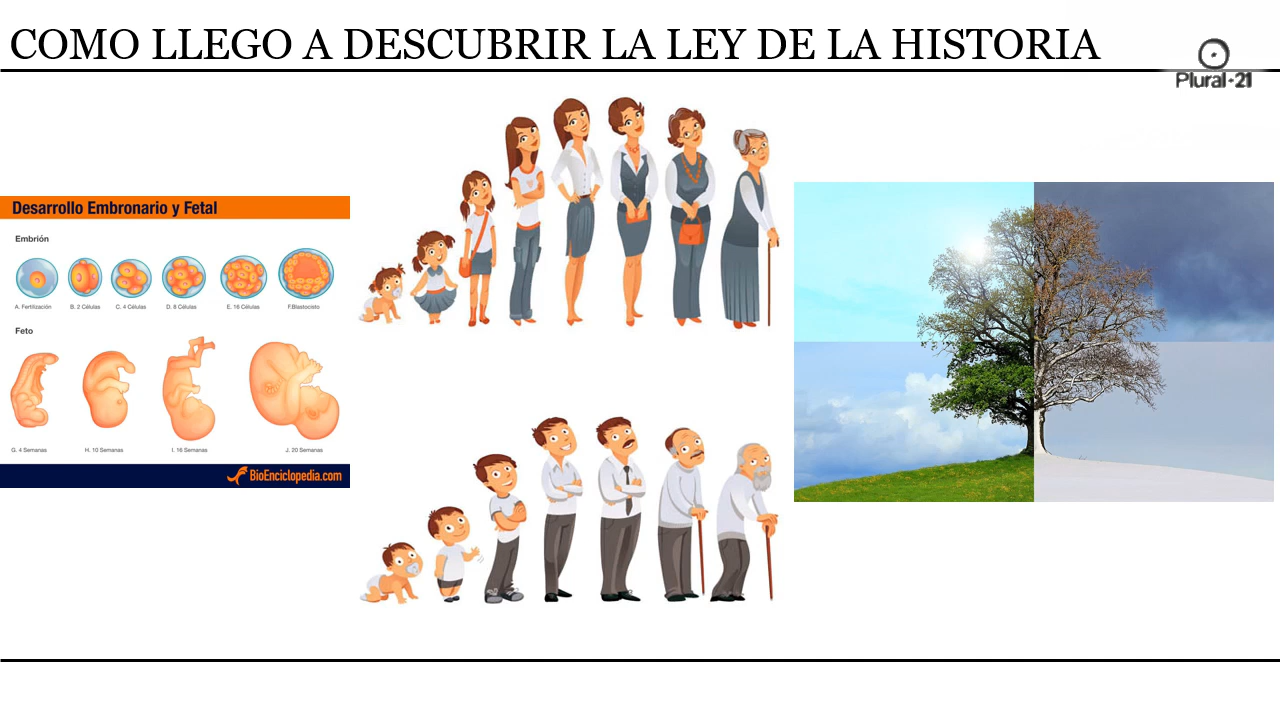 COMO LLEGO A DESCUBRIR LA LEY DE LA HISTORIA
Plural·21
Desarrollo Embronario y Fetal
Embrión
A. Fertilización B. 2 Células C. 4 Células D. 8 Células E. 16 Células F.Blastocisto
Feto
G. 4 Semanas H. 10 Semanas I. 16 Semanas J. 20 Semanas
BioEnciclopedia.com